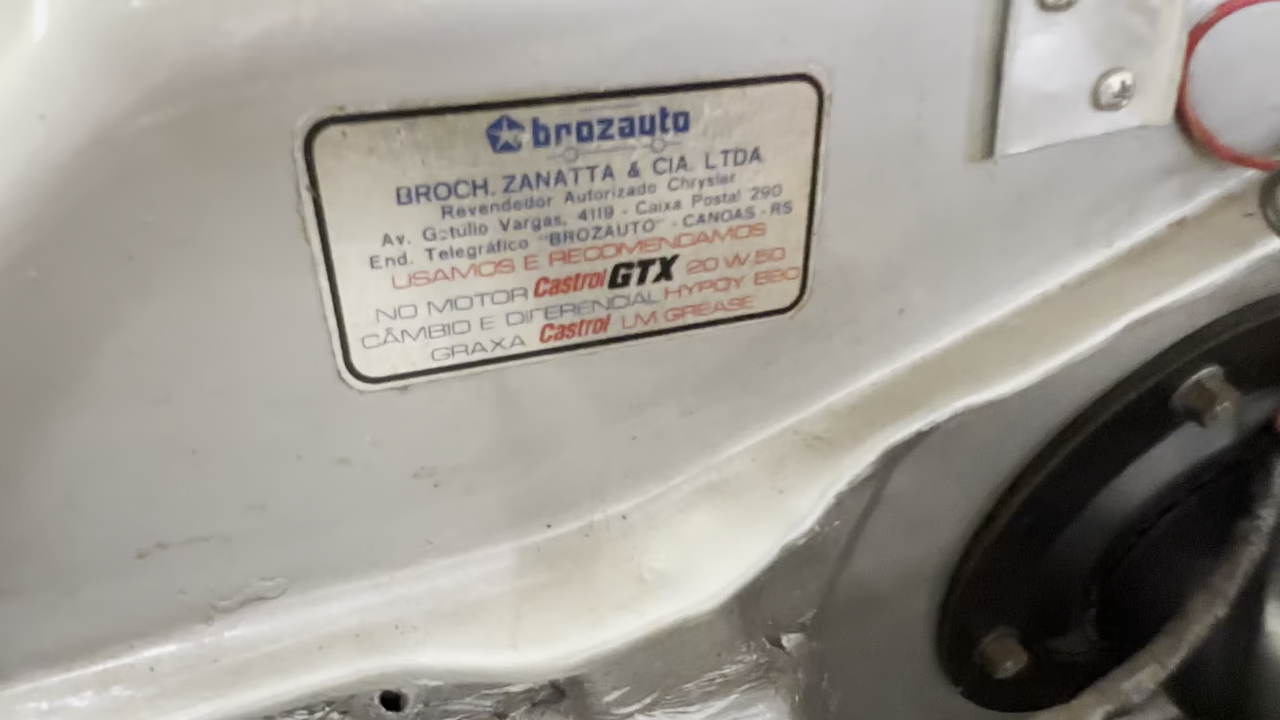 brozauto
BROCH. ZANATTA & CIA. LTDA.
Revendedor Autorizado Chrysler
Av. Getulio Vargas, 4119 - Caixa Postal 290
End. Telegráfico "BROZAUTO" - CANOAS - RS
USAMOS E RECOMENDAMOS
NO MOTOR Castrol GTX 20 W 50
CÂMBIO E DIFERENCIAL HYPOY B90
GRAXA Castrol LM GREASE